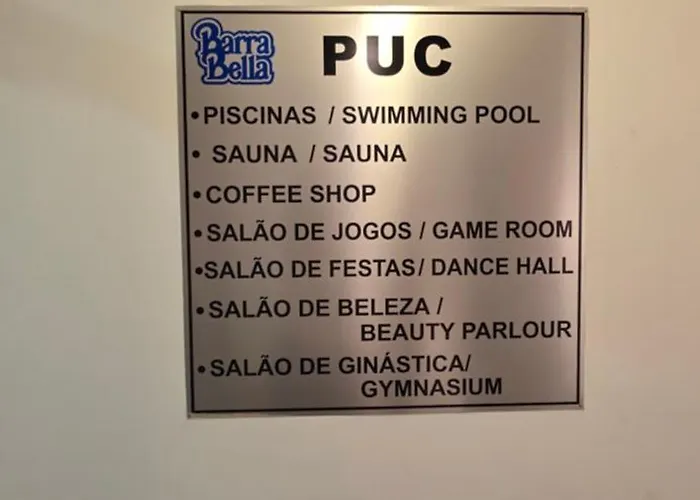 Barra
Bella
PUC
• PISCINAS / SWIMMING POOL
• SAUNA / SAUNA
• COFFEE SHOP
• SALÃO DE JOGOS / GAME ROOM
• SALÃO DE FESTAS/ DANCE HALL
• SALÃO DE BELEZA /
BEAUTY PARLOUR
• SALÃO DE GINÁSTICA/
GYMNASIUM